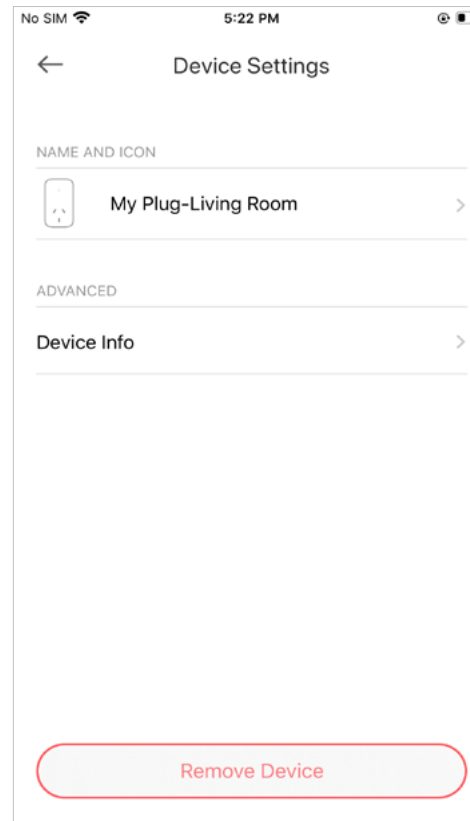 No SIM 5:22 PM
Device Settings
NAME AND ICON
My Plug-Living Room
ADVANCED
Device Info
Remove Device